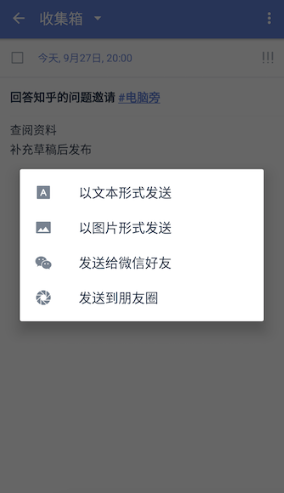 收集箱
今天, 9月27日, 20:00
!!!
回答知乎的问题邀请 #电脑旁
查阅资料
补充草稿后发布
A
以文本形式发送
以图片形式发送
发送给微信好友
发送到朋友圈